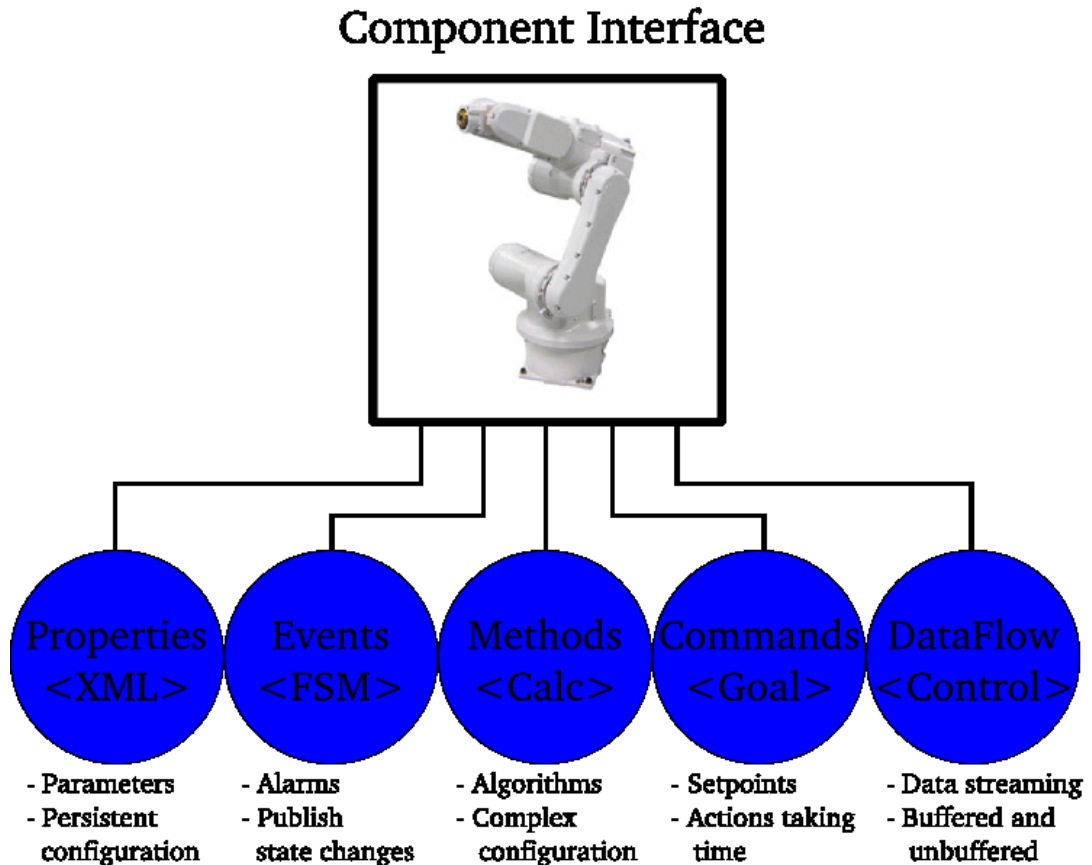 Component Interface
Properties
<XML>
Events
<FSM>
Methods
<Calc>
Commands
<Goal>
DataFlow
<Control>
- Parameters
- Persistent
configuration
- Alarms
- Publish
state changes
- Algorithms
- Complex
configuration
- Setpoints
- Actions taking
time
- Data streaming
- Buffered and
unbuffered